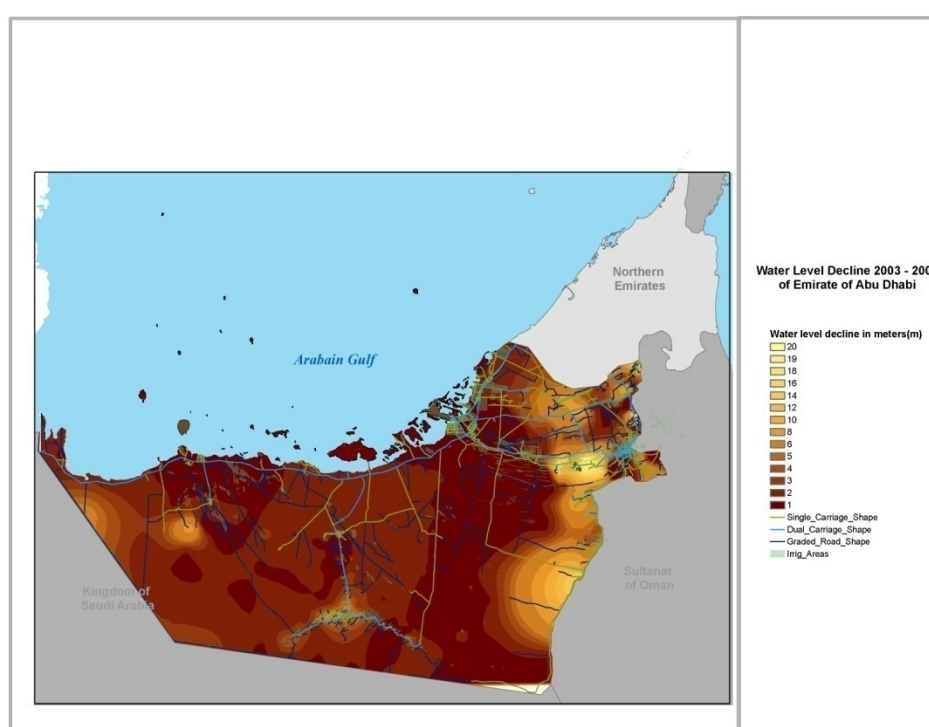 Northern
Emirates
Arabain Gulf
Kingdom of
Saudi Arabia
Sultanat
of Oman
Water Level Decline 2003 - 200
of Emirate of Abu Dhabi
Water level decline in meters(m)
20
19
18
16
14
12
10
8
6
5
4
3
2
1
Single_Carriage_Shape
Dual_Carriage_Shape
Graded_Road_Shape
Irrig_Areas